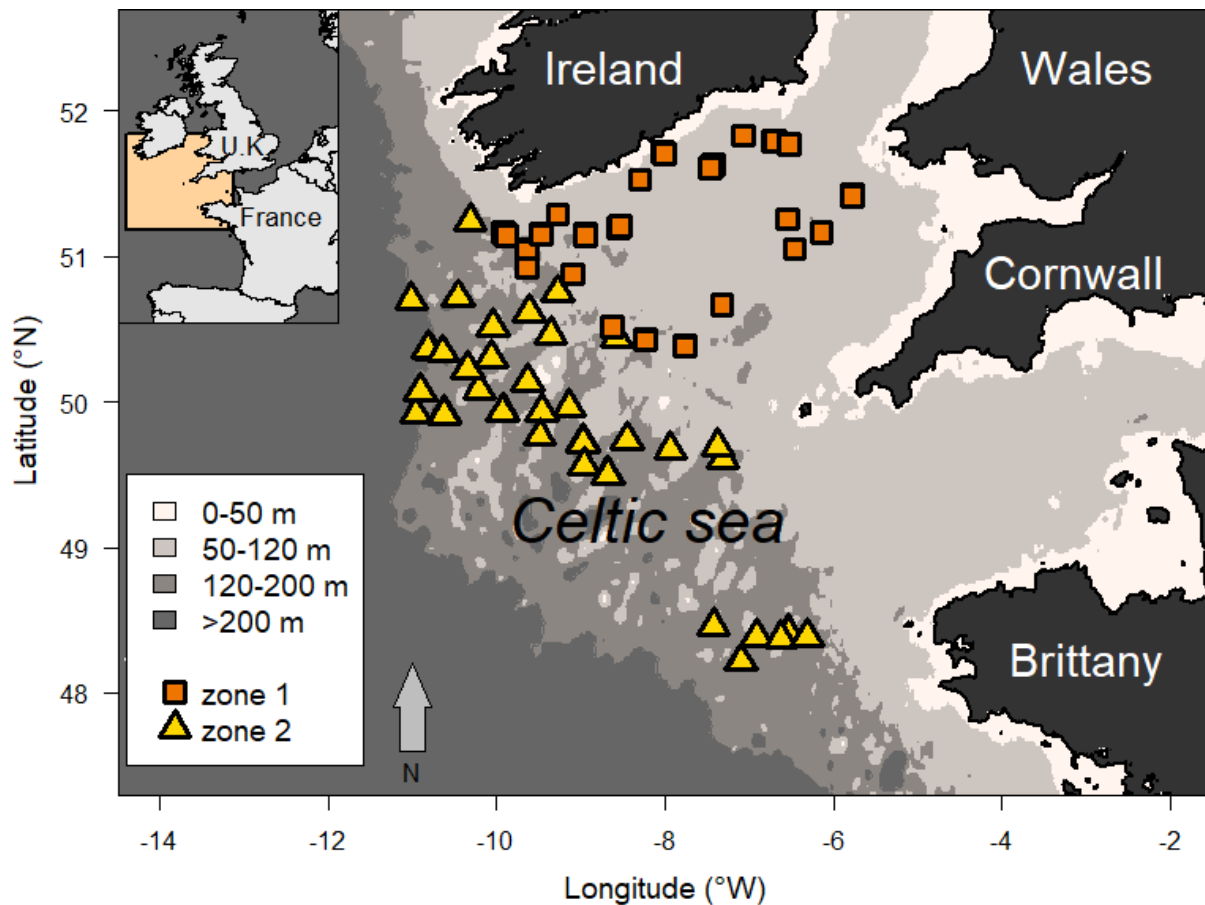 Ireland
Wales
U.K
France
Cornwall
Celtic sea
Brittany
52
51
50
49
48
Latitude (°N)
0-50 m
50-120 m
120-200 m
>200 m
zone 1
zone 2
N
-14
-12
-10
-8
-6
-4
-2
Longitude (°W)